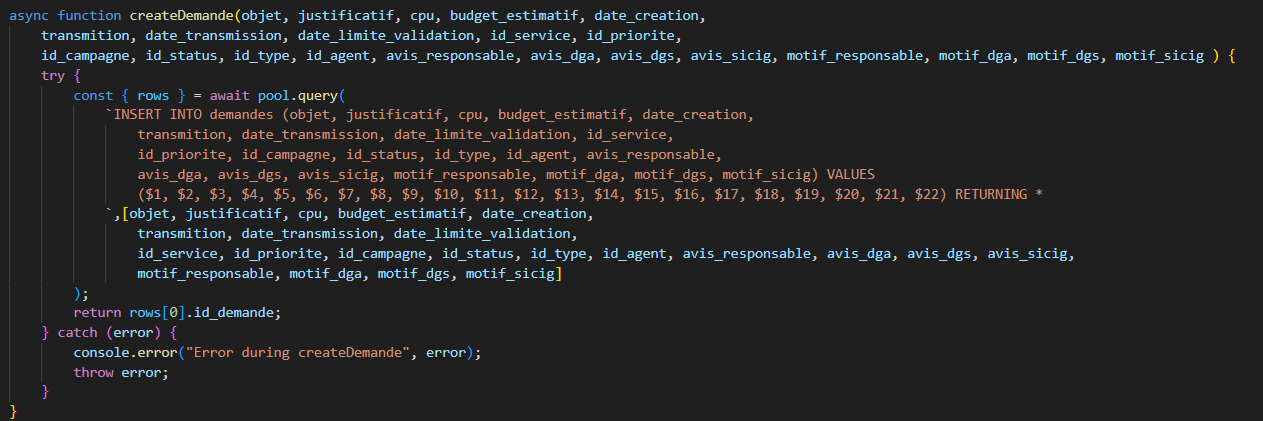 async function createDemande(objet, justificatif, cpu, budget_estimatif, date_creation,
transmition, date_transmission, date_limite_validation, id_service, id_priorite,
id_campagne, id_status, id_type, id_agent, avis_responsable, avis_dga, avis_dgs, avis_sicig, motif_responsable, motif_dga, motif_dgs, motif_sicig ) {
try {
const { rows } = await pool.query(
`INSERT INTO demandes (objet, justificatif, cpu, budget_estimatif, date_creation,
transmition, date_transmission, date_limite_validation, id_service,
id_priorite, id_campagne, id_status, id_type, id_agent, avis_responsable,
avis_dga, avis_dgs, avis_sicig, motif_responsable, motif_dga, motif_dgs, motif_sicig) VALUES
($1, $2, $3, $4, $5, $6, $7, $8, $9, $10, $11, $12, $13, $14, $15, $16, $17, $18, $19, $20, $21, $22) RETURNING *
`,[objet, justificatif, cpu, budget_estimatif, date_creation,
transmition, date_transmission, date_limite_validation,
id_service, id_priorite, id_campagne, id_status, id_type, id_agent, avis_responsable, avis_dga, avis_dgs, avis_sicig,
motif_responsable, motif_dga, motif_dgs, motif_sicig]
);
return rows[0].id_demande;
} catch (error) {
console.error("Error during createDemande", error);
throw error;
}
}